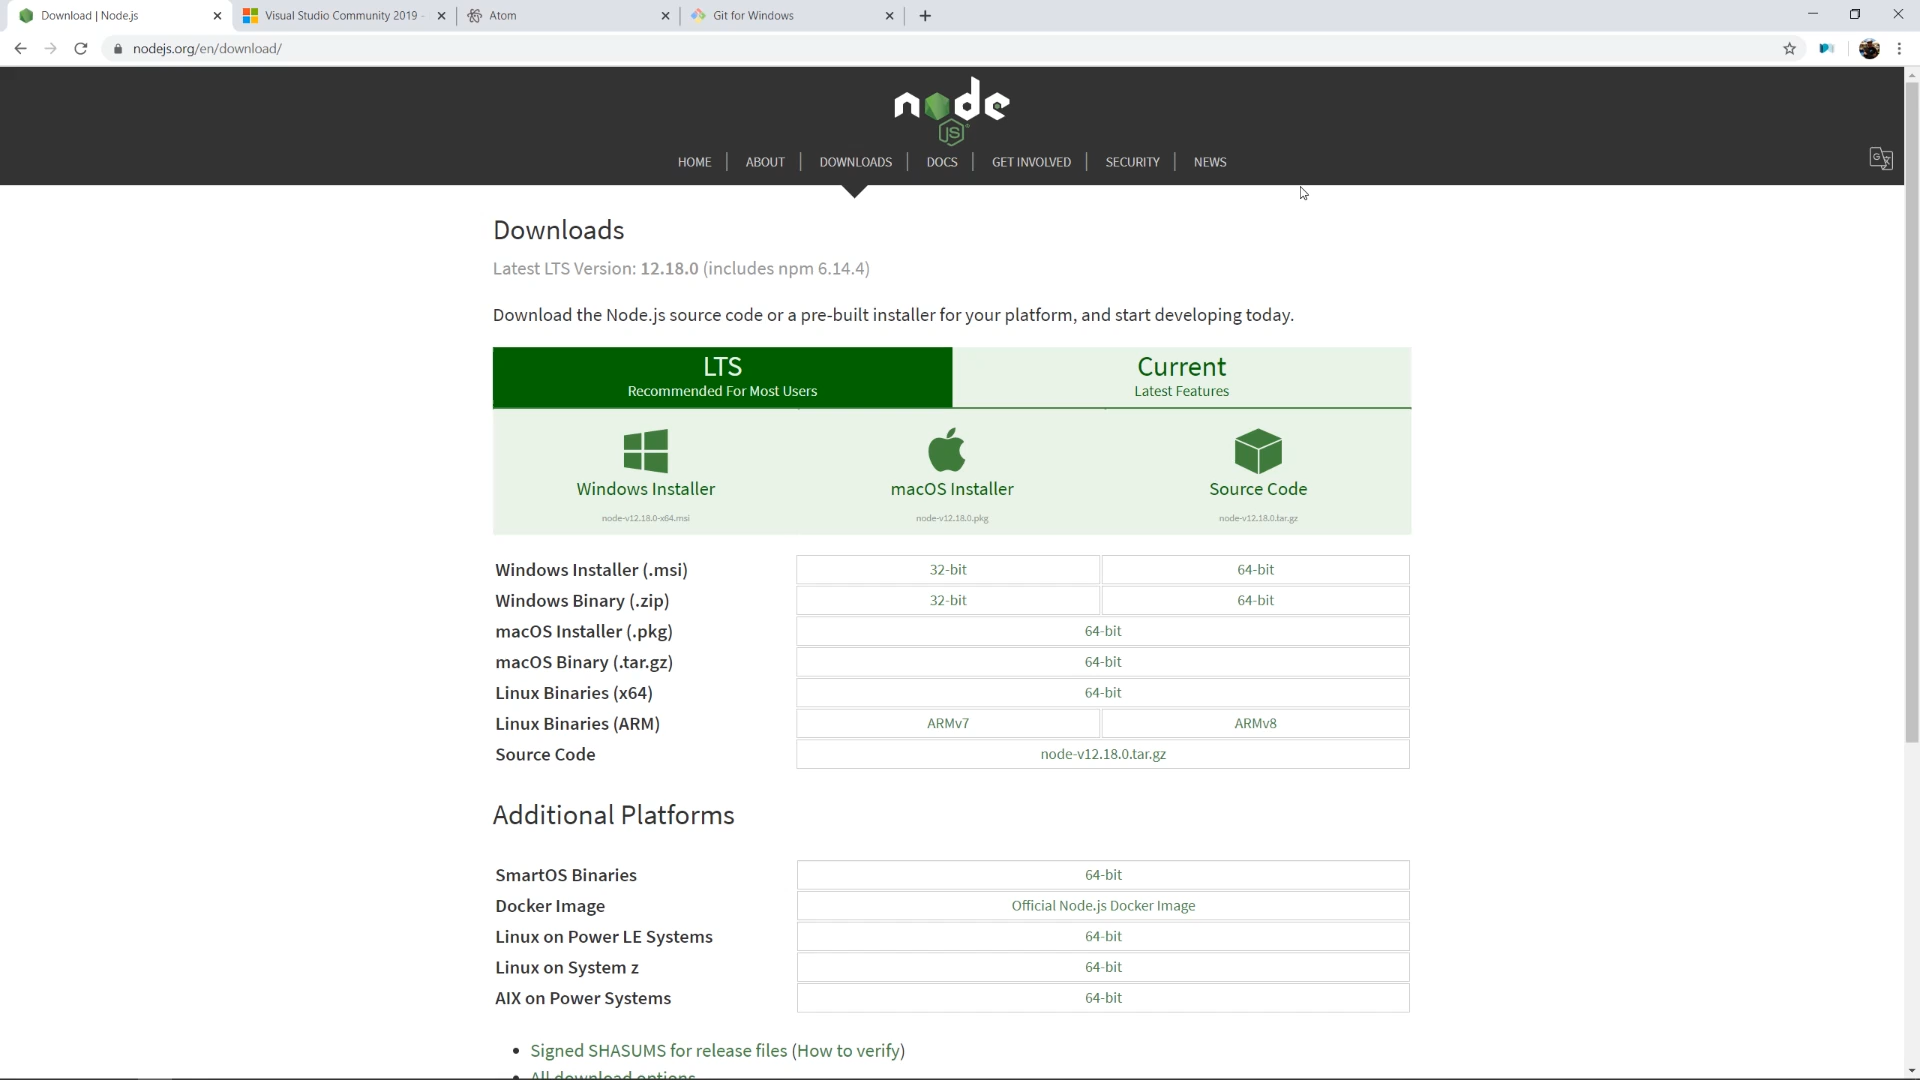 Download | Node.js
Visual Studio Community 2019 -
Atom
Git for Windows
nodejs.org/en/download/
node
JS
HOME
ABOUT
DOWNLOADS
DOCS
GET INVOLVED
SECURITY
NEWS
Downloads
Latest LTS Version: 12.18.0 (includes npm 6.14.4)
Download the Node.js source code or a pre-built installer for your platform, and start developing today.
LTS
Recommended For Most Users
Current
Latest Features
Windows Installer
node-v12.18.0-x64.msi
macOS Installer
node-v12.18.0.pkg
Source Code
node-v12.18.0.tar.gz
Windows Installer (.msi) 32-bit 64-bit
Windows Binary (.zip) 32-bit 64-bit
macOS Installer (.pkg) 64-bit
macOS Binary (.tar.gz) 64-bit
Linux Binaries (x64) 64-bit
Linux Binaries (ARM) ARMv7 ARMv8
Source Code node-v12.18.0.tar.gz
Additional Platforms
SmartOS Binaries 64-bit
Docker Image Official Node.js Docker Image
Linux on Power LE Systems 64-bit
Linux on System z 64-bit
AIX on Power Systems 64-bit
Signed SHASUMS for release files (How to verify)
All download options